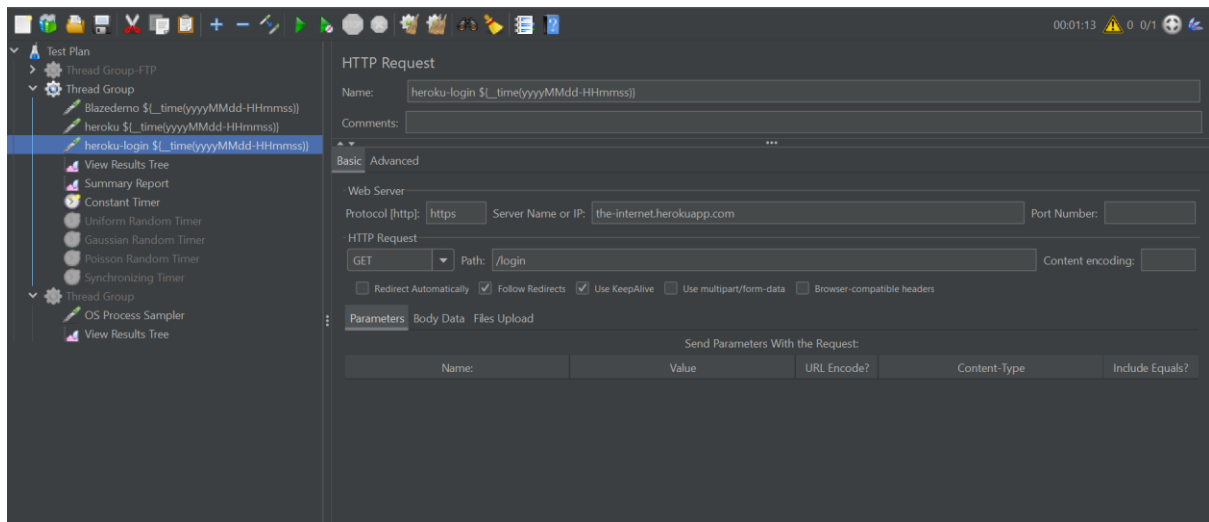 00:01:13 0 0/1
Test Plan
Thread Group-FTP
Thread Group
Blazedemo ${__time(yyyyMMdd-HHmmss)}
heroku ${__time(yyyyMMdd-HHmmss)}
heroku-login ${__time(yyyyMMdd-HHmmss)}
View Results Tree
Summary Report
Constant Timer
Uniform Random Timer
Gaussian Random Timer
Poisson Random Timer
Synchronizing Timer
Thread Group
OS Process Sampler
View Results Tree
HTTP Request
Name: heroku-login ${__time(yyyyMMdd-HHmmss)}
Comments:
Basic Advanced
Web Server
Protocol [http]: https Server Name or IP: the-internet.herokuapp.com Port Number:
HTTP Request
GET Path: /login Content encoding:
Redirect Automatically Follow Redirects Use KeepAlive Use multipart/form-data Browser-compatible headers
Parameters Body Data Files Upload
Send Parameters With the Request:
Name: Value URL Encode? Content-Type Include Equals?